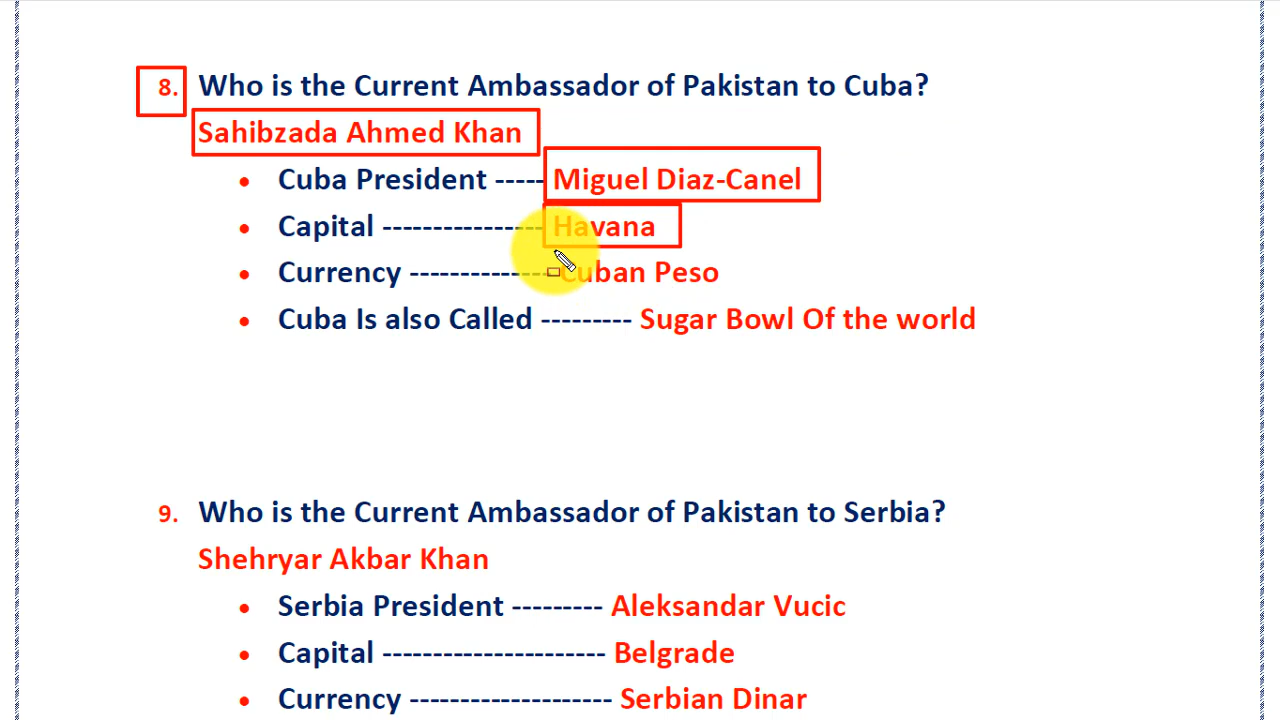 8. Who is the Current Ambassador of Pakistan to Cuba?
Sahibzada Ahmed Khan
• Cuba President ----- Miguel Diaz-Canel
• Capital ---------------- Havana
• Currency -------------- Cuban Peso
• Cuba Is also Called --------- Sugar Bowl Of the world
9. Who is the Current Ambassador of Pakistan to Serbia?
Shehryar Akbar Khan
• Serbia President --------- Aleksandar Vucic
• Capital ---------------------- Belgrade
• Currency -------------------- Serbian Dinar